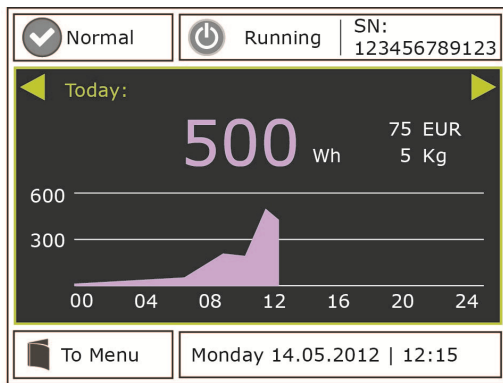 Normal
Running
SN:
123456789123
Today:
500 Wh
75 EUR
5 Kg
600
300
00 04 08 12 16 20 24
To Menu
Monday 14.05.2012 | 12:15